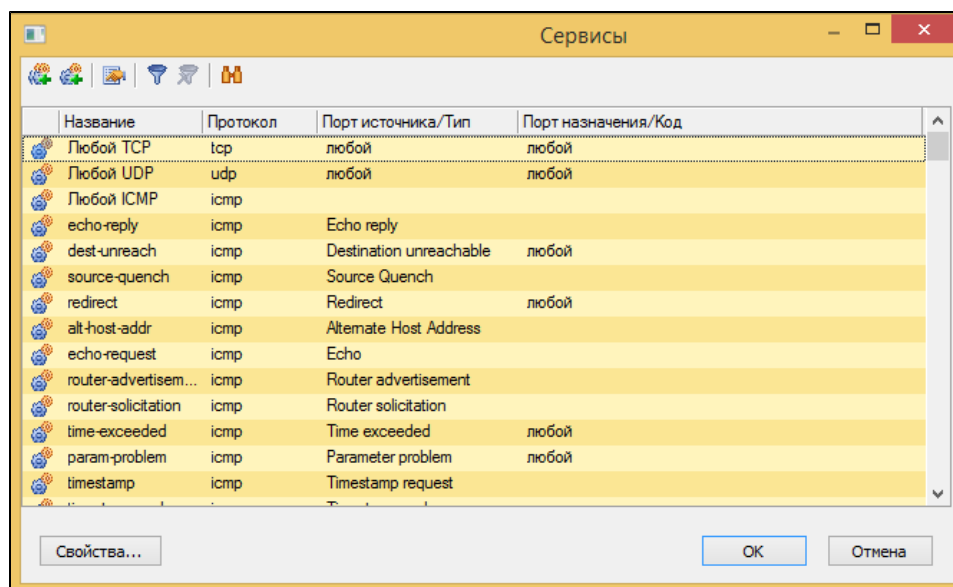 Сервисы
Название Протокол Порт источника/Тип Порт назначения/Код
Любой TCP tcp любой любой
Любой UDP udp любой любой
Любой ICMP icmp
echo-reply icmp Echo reply
dest-unreach icmp Destination unreachable любой
source-quench icmp Source Quench
redirect icmp Redirect любой
alt-host-addr icmp Alternate Host Address
echo-request icmp Echo
router-advertisem... icmp Router advertisement
router-solicitation icmp Router solicitation
time-exceeded icmp Time exceeded любой
param-problem icmp Parameter problem любой
timestamp icmp Timestamp request
Свойства... OK Отмена